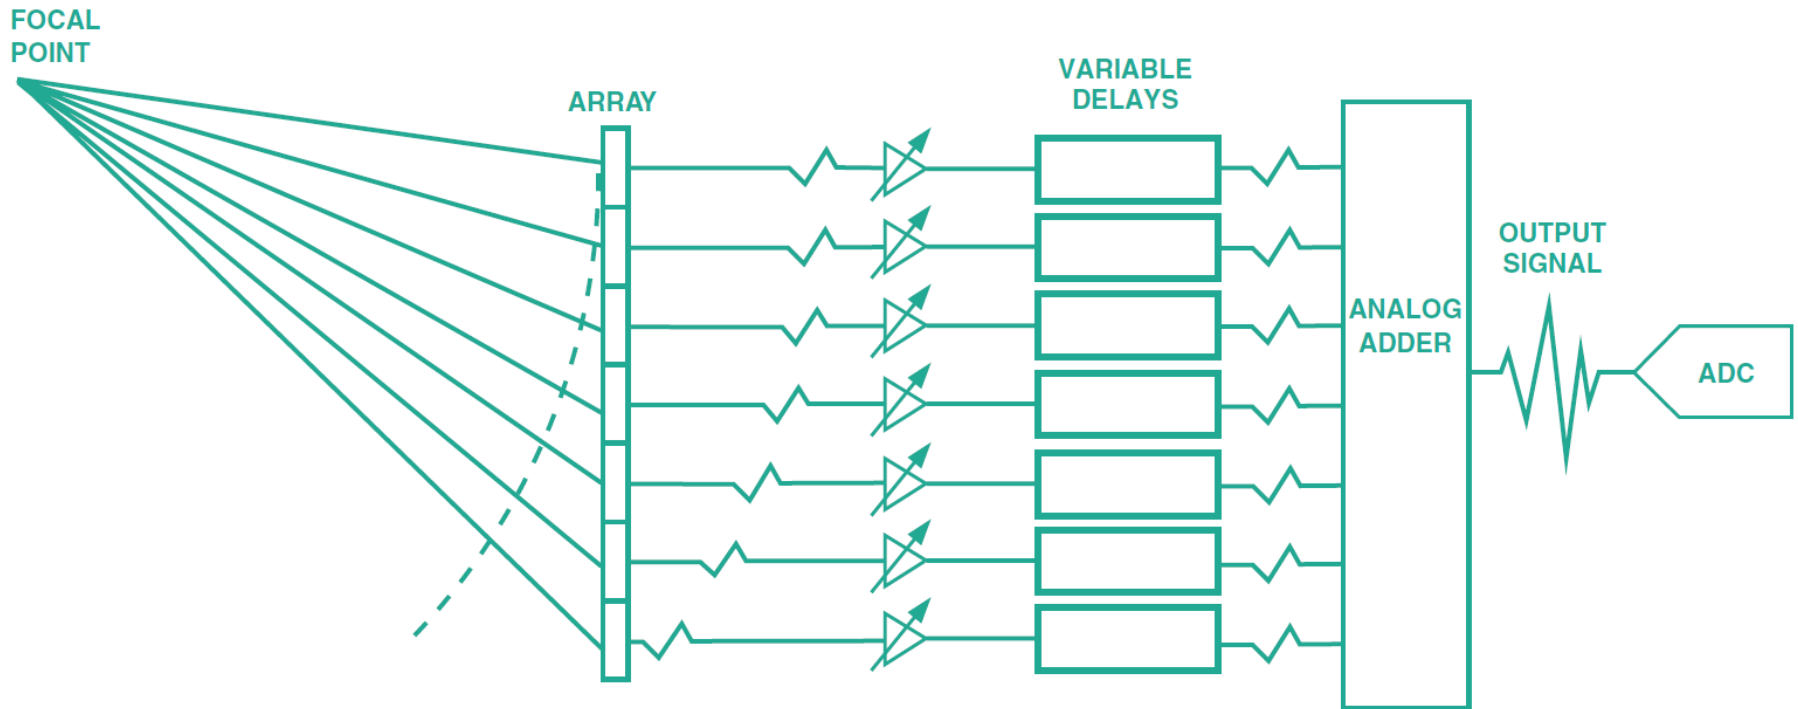 FOCAL
POINT
ARRAY
VARIABLE
DELAYS
ANALOG
ADDER
OUTPUT
SIGNAL
ADC